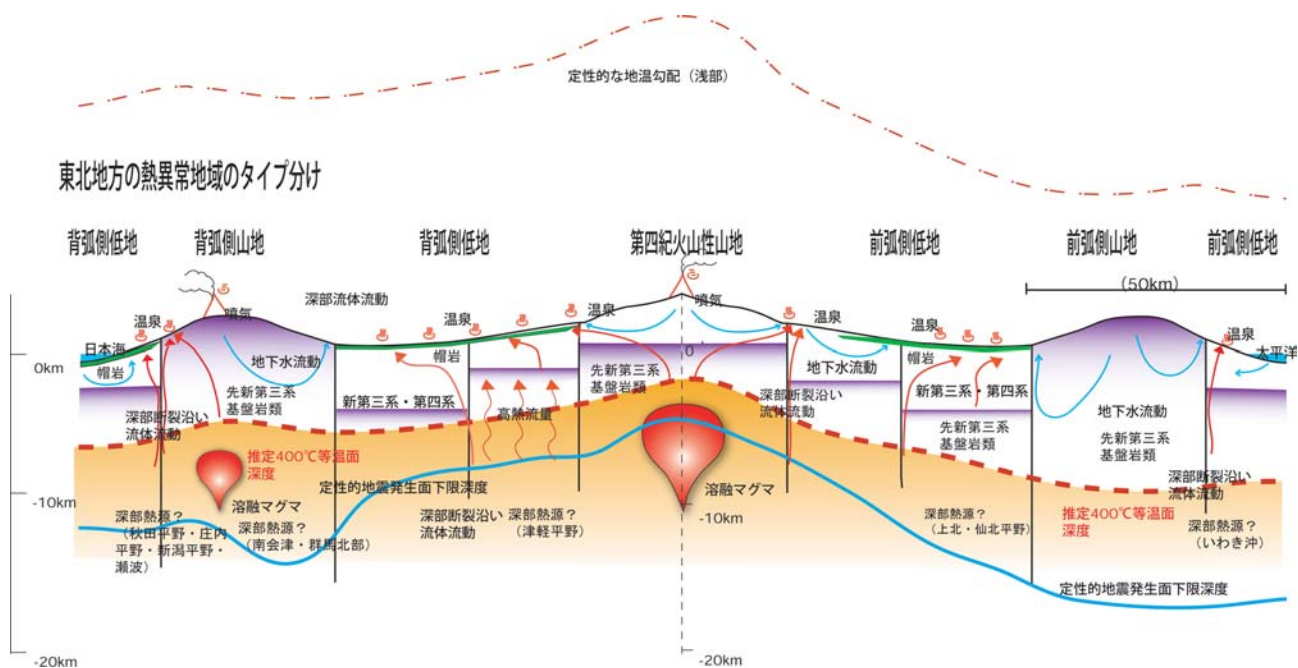 定性的な地温勾配（浅部）
東北地方の熱異常地域のタイプ分け
背弧側低地
背弧側山地
背弧側低地
第四紀火山性山地
前弧側低地
前弧側山地
前弧側低地
(50km)
深部流体流動
噴気
噴気
温泉
温泉
温泉
温泉
温泉
温泉
日本海
太平洋
0km
0
帽岩
地下水流動
帽岩
地下水流動
帽岩
地下水流動
先新第三系
基盤岩類
新第三系・第四系
先新第三系
基盤岩類
新第三系・第四系
先新第三系
基盤岩類
先新第三系
基盤岩類
深部断裂沿い
流体流動
高熱流量
深部断裂沿い
流体流動
深部断裂沿い
流体流動
推定400℃等温面
深度
定性的地震発生面下限深度
溶融マグマ
溶融マグマ
-10km
-10km
深部熱源？
（秋田平野・庄内
平野・新潟平野・
瀬波）
深部熱源？
（南会津・群馬北部）
深部断裂沿い
流体流動
深部熱源？
（津軽平野）
深部熱源？
（上北・仙北平野）
推定400℃等温面
深度
深部熱源？
（いわき沖）
定性的地震発生面下限深度
-20km
-20km